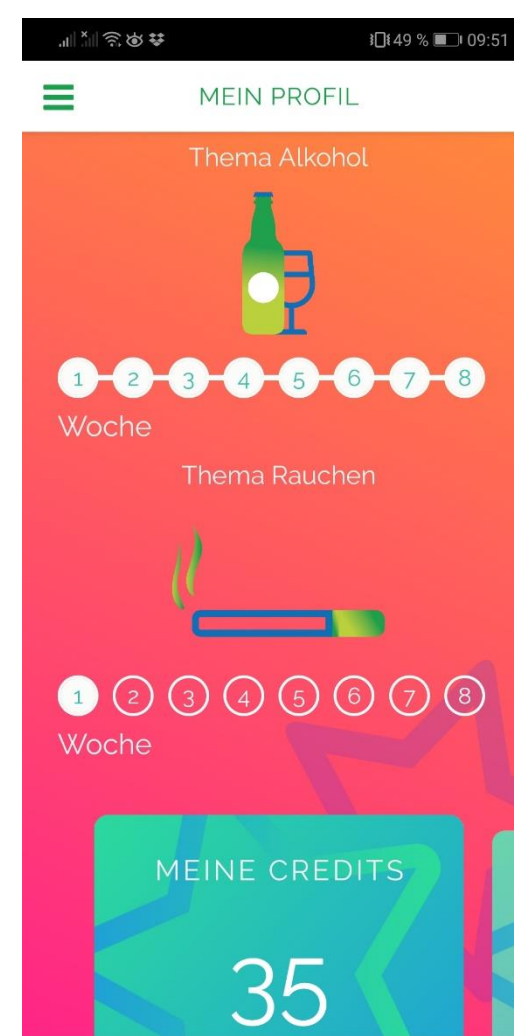 49 % 09:51
MEIN PROFIL
Thema Alkohol
1 2 3 4 5 6 7 8
Woche
Thema Rauchen
1 2 3 4 5 6 7 8
Woche
MEINE CREDITS
35